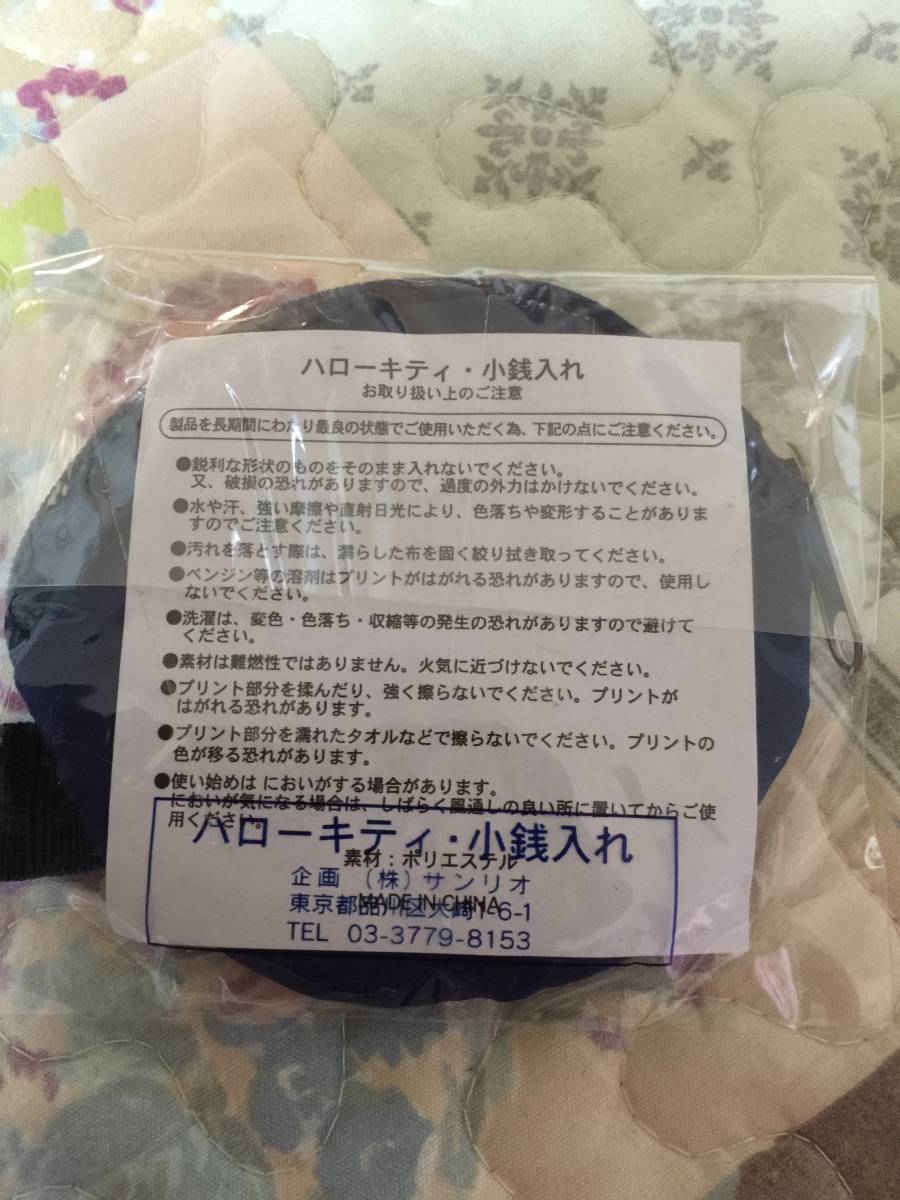 ハローキティ・小銭入れ
お取り扱い上のご注意
製品を長期間にわたり最良の状態でご使用いただく為、下記の点にご注意ください。
●鋭利な形状のものをそのまま入れないでください。
又、破損の恐れがありますので、過度の外力はかけないでください。
●水や汗、強い摩擦や直射日光により、色落ちや変形することがありま
すのでご注意ください。
●汚れを落とす際は、濡らした布を固く絞り拭き取ってください。
●ベンジン等の溶剤はプリントがはがれる恐れがありますので、使用し
ないでください。
●洗濯は、変色・色落ち・収縮等の発生の恐れがありますので避けて
ください。
●素材は難燃性ではありません。火気に近づけないでください。
●プリント部分を揉んだり、強く擦らないでください。プリントが
はがれる恐れがあります。
●プリント部分を濡れたタオルなどで擦らないでください。プリントの
色が移る恐れがあります。
●使い始めは においがする場合があります。
においが気になる場合は、しばらく風通しの良い所に置いてからご使
用ください。
ハローキティ・小銭入れ
素材：ポリエステル
企画 （株）サンリオ
MADE IN CHINA
東京都品川区大崎1-6-1
TEL 03-3779-8153